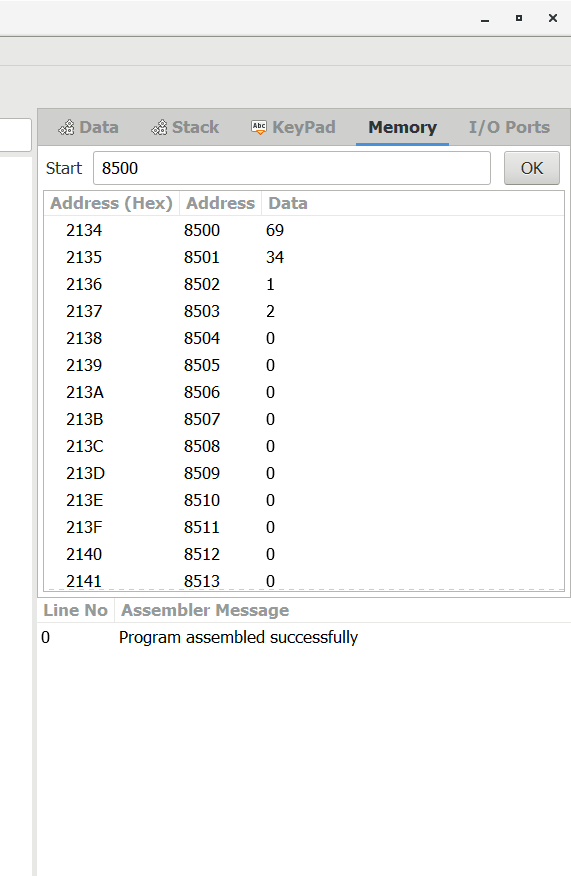 Data Stack KeyPad Memory I/O Ports
Start 8500 OK
Address (Hex) Address Data
2134 8500 69
2135 8501 34
2136 8502 1
2137 8503 2
2138 8504 0
2139 8505 0
213A 8506 0
213B 8507 0
213C 8508 0
213D 8509 0
213E 8510 0
213F 8511 0
2140 8512 0
2141 8513 0
Line No Assembler Message
0 Program assembled successfully